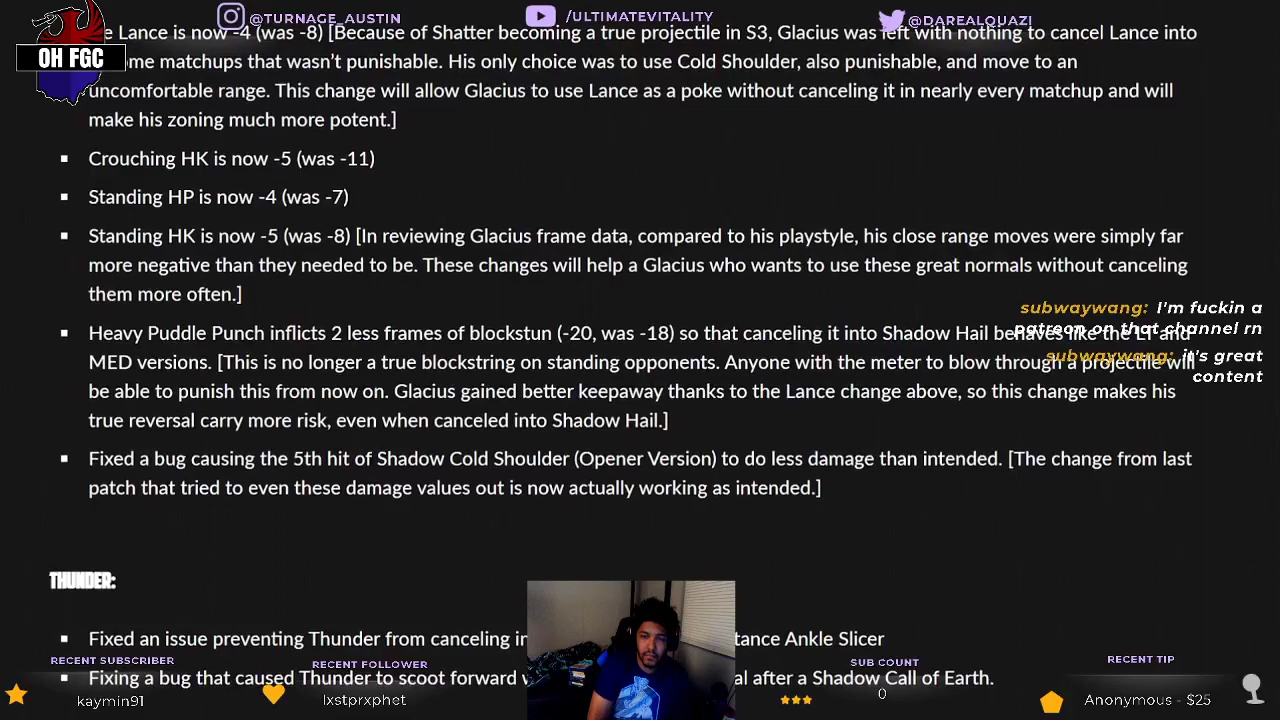 @TURNAGE_AUSTIN
/ULTIMATEVITALITY
@DAREALQUAZI
OH FGC
Lance is now -4 (was -8) [Because of Shatter becoming a true projectile in S3, Glacius was left with nothing to cancel Lance into
matchups that wasn't punishable. His only choice was to use Cold Shoulder, also punishable, and move to an
uncomfortable range. This change will allow Glacius to use Lance as a poke without canceling it in nearly every matchup and will
make his zoning much more potent.]
▪ Crouching HK is now -5 (was -11)
▪ Standing HP is now -4 (was -7)
▪ Standing HK is now -5 (was -8) [In reviewing Glacius frame data, compared to his playstyle, his close range moves were simply far
more negative than they needed to be. These changes will help a Glacius who wants to use these great normals without canceling
them more often.]
subwaywang: I'm fuckin a
patreon on that channel rn
▪ Heavy Puddle Punch inflicts 2 less frames of blockstun (-20, was -18) so that canceling it into Shadow Hail behaves like the LT and
subwaywang: it's great
content
MED versions. [This is no longer a true blockstring on standing opponents. Anyone with the meter to blow through a projectile will
be able to punish this from now on. Glacius gained better keepaway thanks to the Lance change above, so this change makes his
true reversal carry more risk, even when canceled into Shadow Hail.]
▪ Fixed a bug causing the 5th hit of Shadow Cold Shoulder (Opener Version) to do less damage than intended. [The change from last
patch that tried to even these damage values out is now actually working as intended.]
THUNDER:
▪ Fixed an issue preventing Thunder from canceling in Ankle Slicer
▪ Fixing a bug that caused Thunder to scoot forward after a Shadow Call of Earth.
RECENT SUBSCRIBER
kaymin91
RECENT FOLLOWER
lxstprxphet
SUB COUNT
0
RECENT TIP
Anonymous - $25